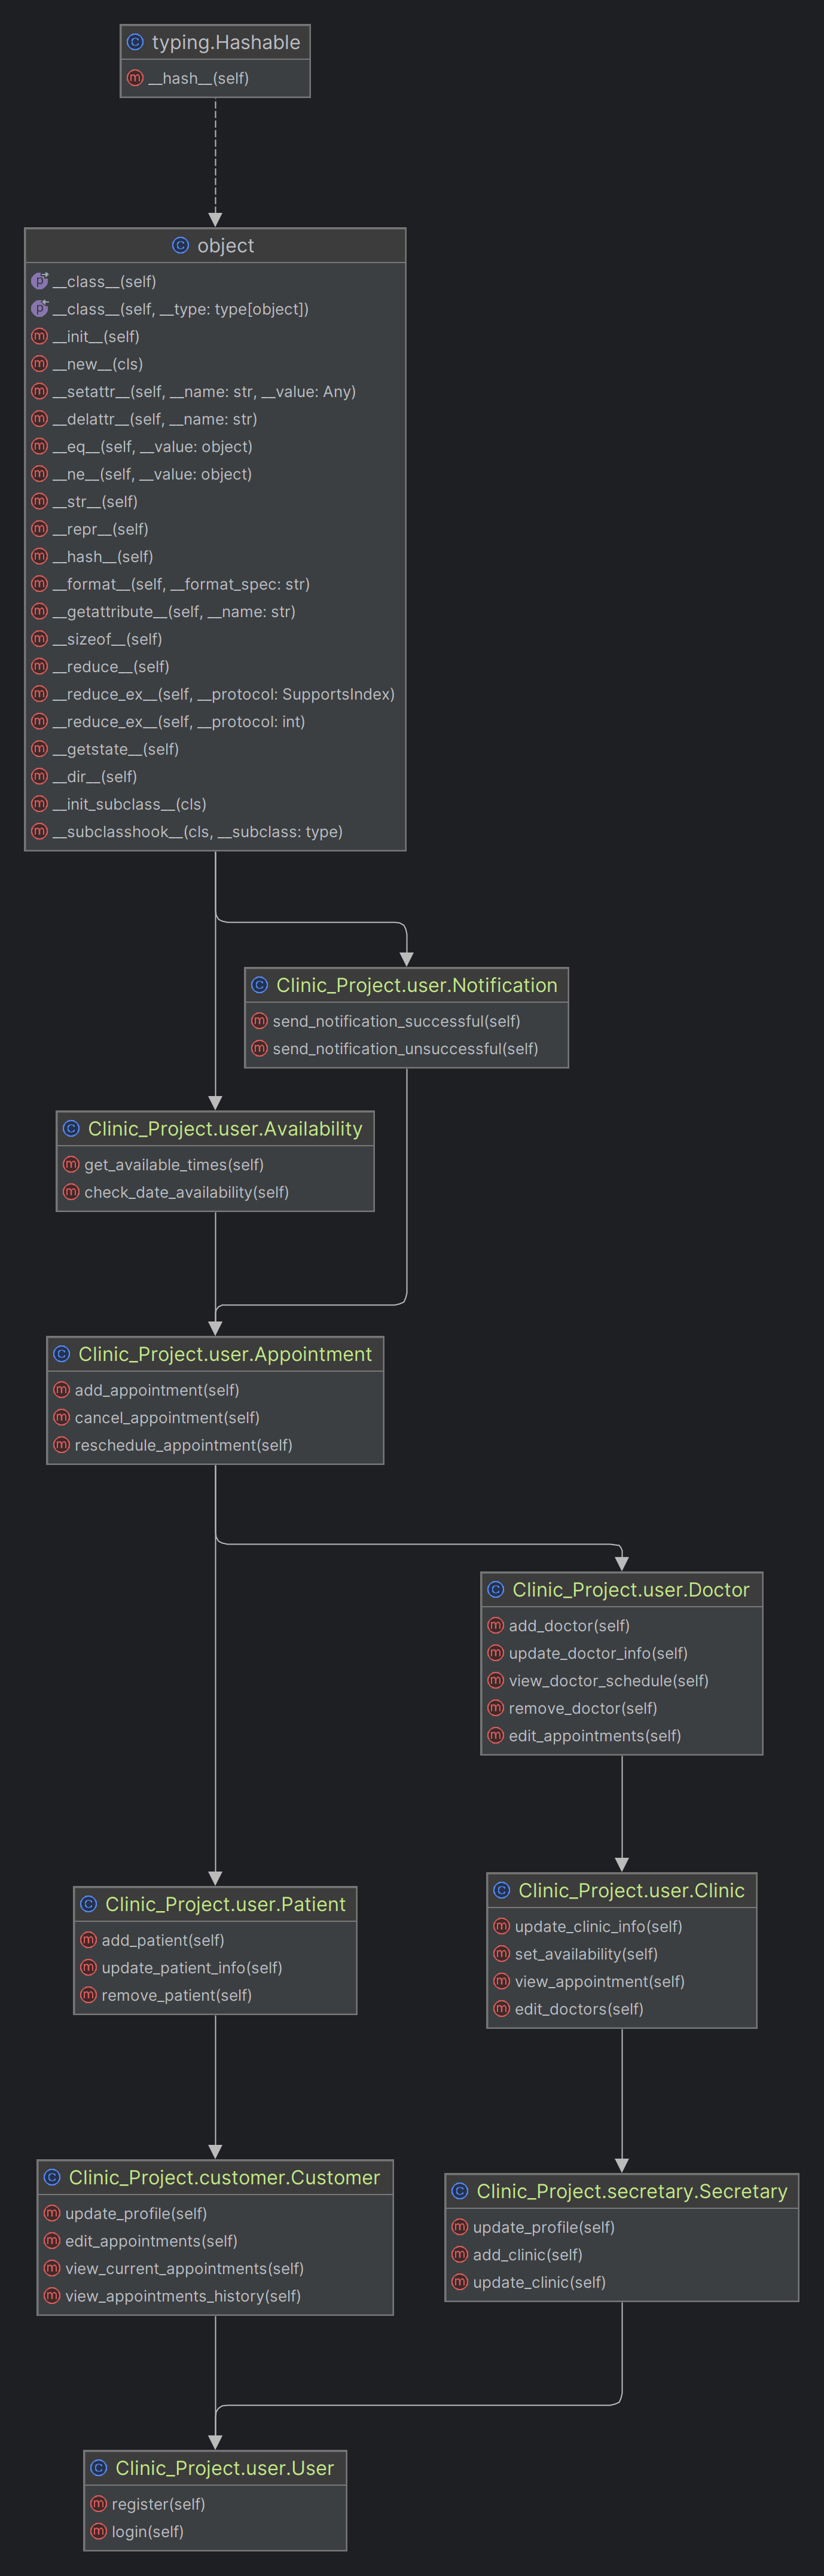 typing.Hashable
__hash__(self)
object
__class__(self)
__class__(self, __type: type[object])
__init__(self)
__new__(cls)
__setattr__(self, __name: str, __value: Any)
__delattr__(self, __name: str)
__eq__(self, __value: object)
__ne__(self, __value: object)
__str__(self)
__repr__(self)
__hash__(self)
__format__(self, __format_spec: str)
__getattribute__(self, __name: str)
__sizeof__(self)
__reduce__(self)
__reduce_ex__(self, __protocol: SupportsIndex)
__reduce_ex__(self, __protocol: int)
__getstate__(self)
__dir__(self)
__init_subclass__(cls)
__subclasshook__(cls, __subclass: type)
Clinic_Project.user.Notification
send_notification_successful(self)
send_notification_unsuccessful(self)
Clinic_Project.user.Availability
get_available_times(self)
check_date_availability(self)
Clinic_Project.user.Appointment
add_appointment(self)
cancel_appointment(self)
reschedule_appointment(self)
Clinic_Project.user.Doctor
add_doctor(self)
update_doctor_info(self)
view_doctor_schedule(self)
remove_doctor(self)
edit_appointments(self)
Clinic_Project.user.Patient
add_patient(self)
update_patient_info(self)
remove_patient(self)
Clinic_Project.user.Clinic
update_clinic_info(self)
set_availability(self)
view_appointment(self)
edit_doctors(self)
Clinic_Project.customer.Customer
update_profile(self)
edit_appointments(self)
view_current_appointments(self)
view_appointments_history(self)
Clinic_Project.secretary.Secretary
update_profile(self)
add_clinic(self)
update_clinic(self)
Clinic_Project.user.User
register(self)
login(self)